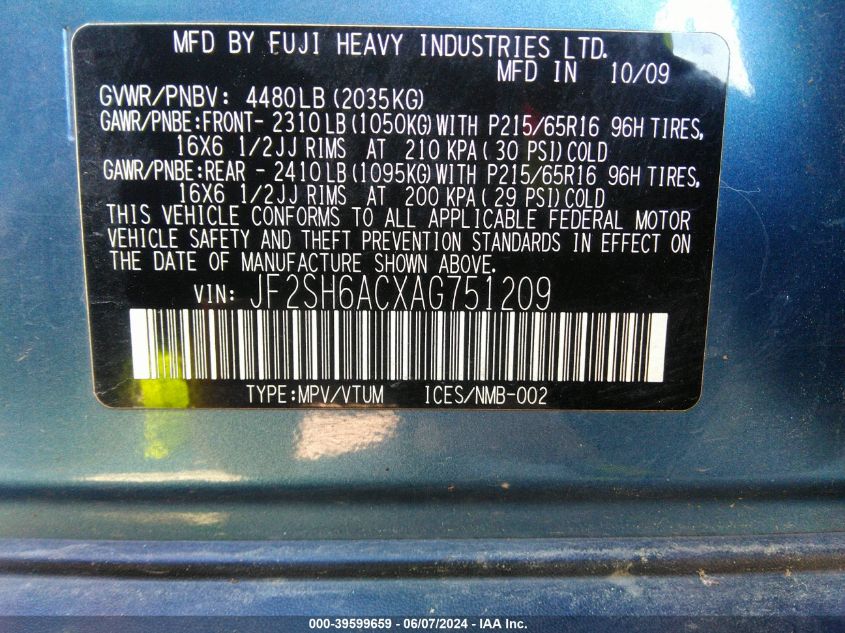 MFD BY FUJI HEAVY INDUSTRIES LTD.
MFD IN 10/09
GVWR/PNBV: 4480LB (2035KG)
GAWR/PNBE:FRONT- 2310LB(1050KG)WITH P215/65R16 96H TIRES,
16X6 1/2JJ RIMS AT 210 KPA( 30 PSI)COLD
GAWR/PNBE:REAR - 2410LB(1095KG)WITH P215/65R16 96H TIRES,
16X6 1/2JJ RIMS AT 200 KPA( 29 PSI)COLD
THIS VEHICLE CONFORMS TO ALL APPLICABLE FEDERAL MOTOR
VEHICLE SAFETY AND THEFT PREVENTION STANDARDS IN EFFECT ON
THE DATE OF MANUFACTURE SHOWN ABOVE.
VIN: JF2SH6ACXAG751209
TYPE:MPV/VTUM ICES/NMB-002
000-39599659 - 06/07/2024 - IAA Inc.